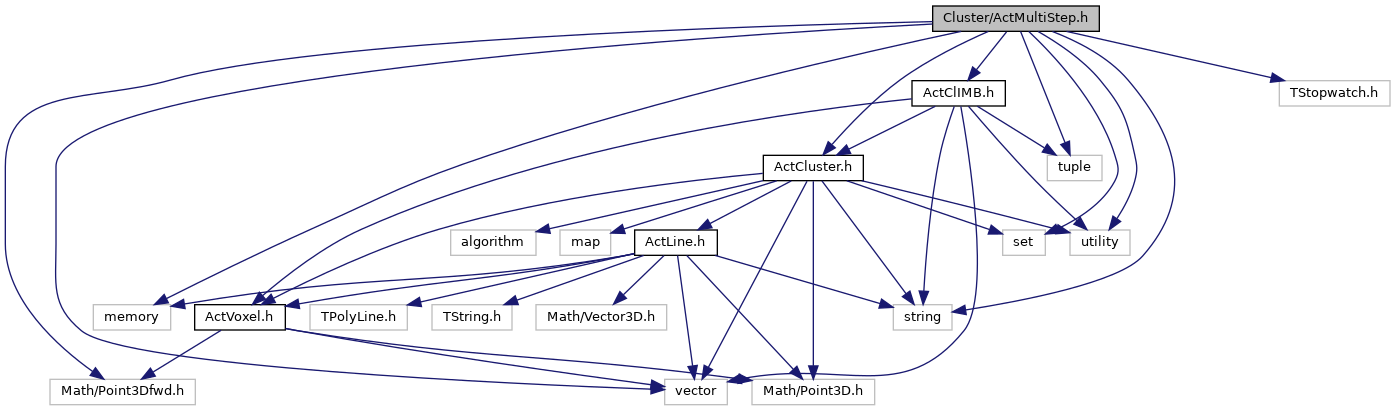 Cluster/ActMultiStep.h
ActClIMB.h
TStopwatch.h
ActCluster.h
tuple
algorithm
map
ActLine.h
set
utility
memory
ActVoxel.h
TPolyLine.h
TString.h
Math/Vector3D.h
string
Math/Point3Dfwd.h
vector
Math/Point3D.h